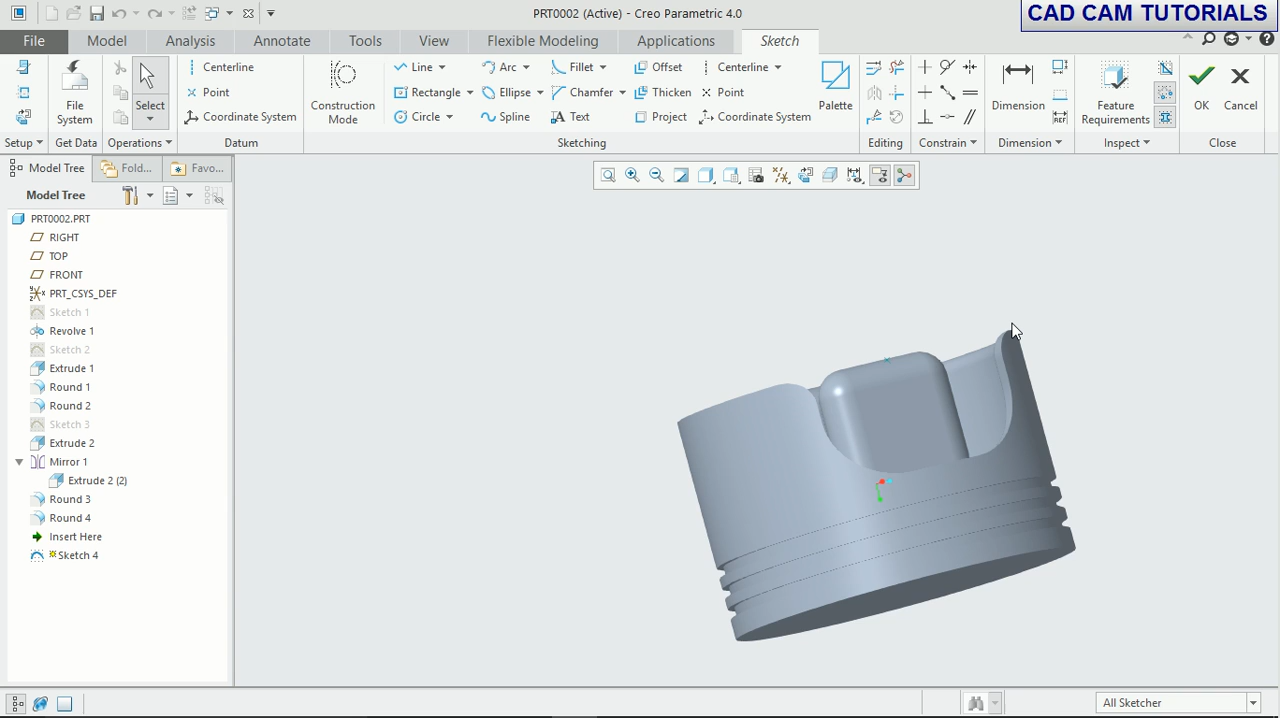 PRT0002 (Active) - Creo Parametric 4.0
CAD CAM TUTORIALS
File Model Analysis Annotate Tools View Flexible Modeling Applications Sketch
Centerline Line Arc Fillet Offset Centerline
File System Select Point Construction Mode Rectangle Ellipse Chamfer Thicken Point Palette Dimension Feature Requirements OK Cancel
Coordinate System Circle Spline Text Project Coordinate System
Setup Get Data Operations Datum Sketching Editing Constrain Dimension Inspect Close
Model Tree Fold... Favo...
Model Tree
PRT0002.PRT
RIGHT
TOP
FRONT
PRT_CSYS_DEF
Sketch 1
Revolve 1
Sketch 2
Extrude 1
Round 1
Round 2
Sketch 3
Extrude 2
Mirror 1
Extrude 2 (2)
Round 3
Round 4
Insert Here
Sketch 4
All Sketcher